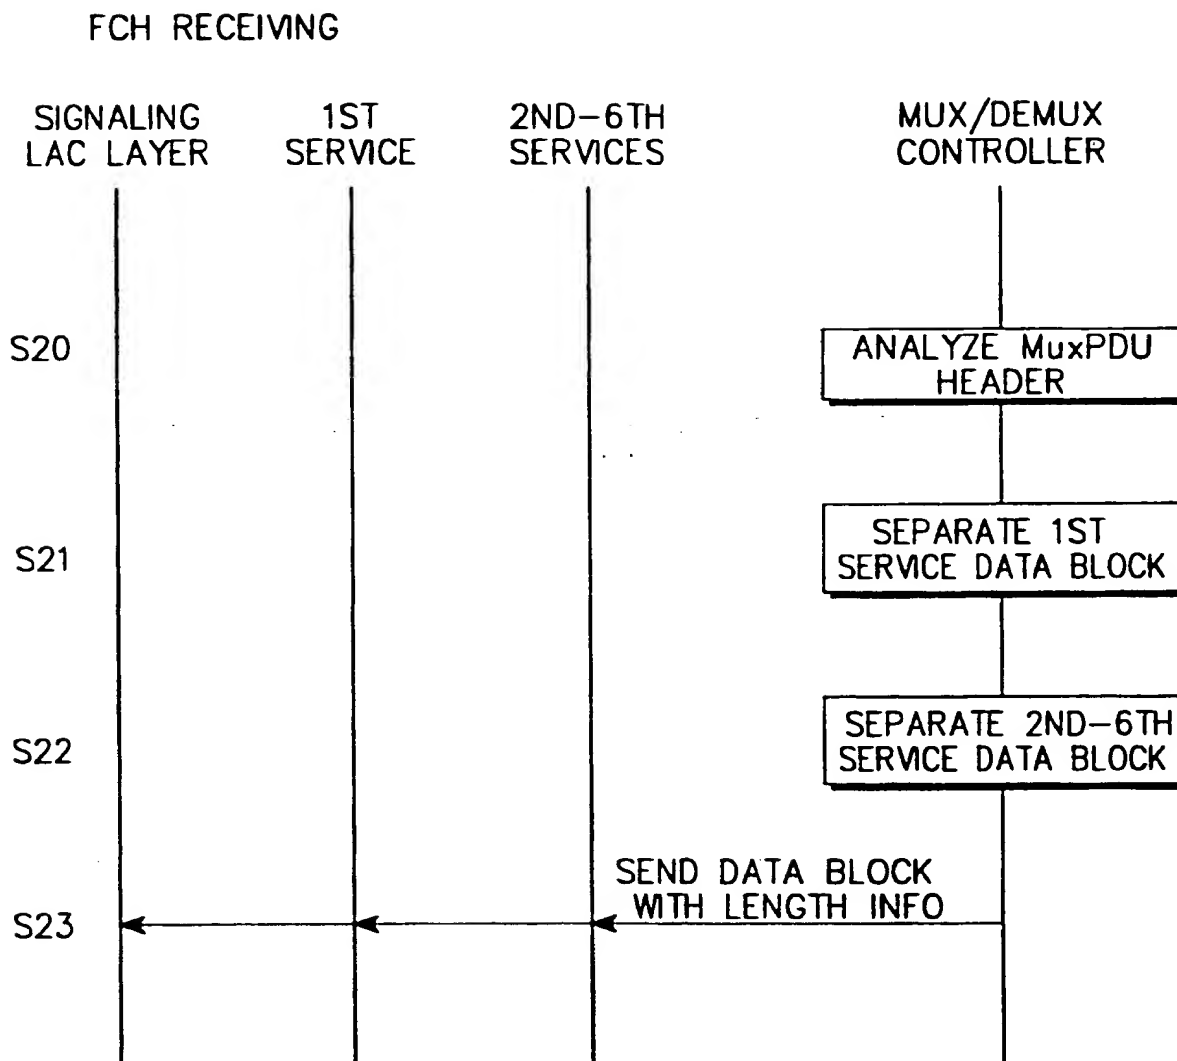 FCH RECEIVING
SIGNALING
LAC LAYER
1ST
SERVICE
2ND-6TH
SERVICES
MUX/DEMUX
CONTROLLER
S20
ANALYZE MuxPDU
HEADER
S21
SEPARATE 1ST
SERVICE DATA BLOCK
S22
SEPARATE 2ND-6TH
SERVICE DATA BLOCK
S23
SEND DATA BLOCK
WITH LENGTH INFO